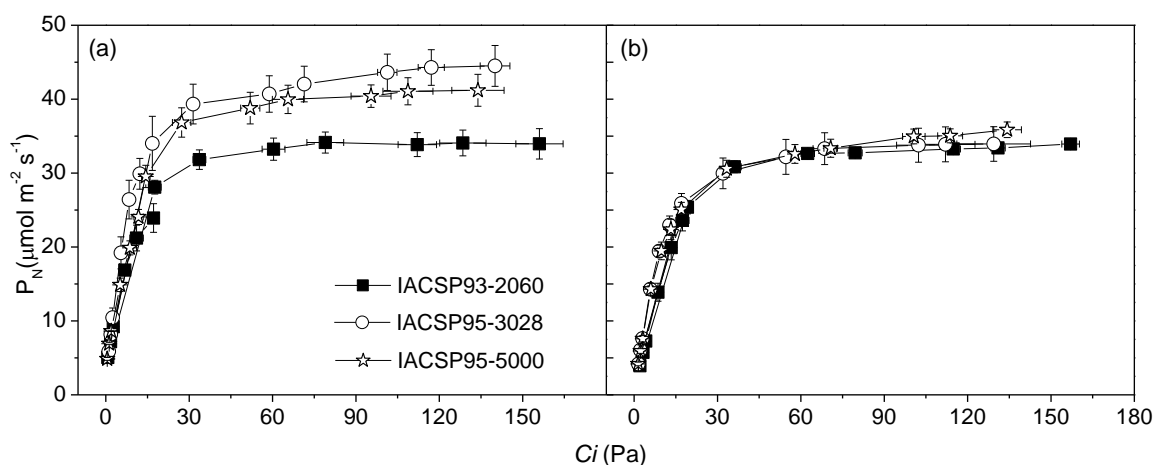 (a)
(b)
50
40
30
20
10
0
P_N(μmol m⁻² s⁻¹)
IACSP93-2060
IACSP95-3028
IACSP95-5000
0 30 60 90 120 150
0 30 60 90 120 150 180
Ci (Pa)